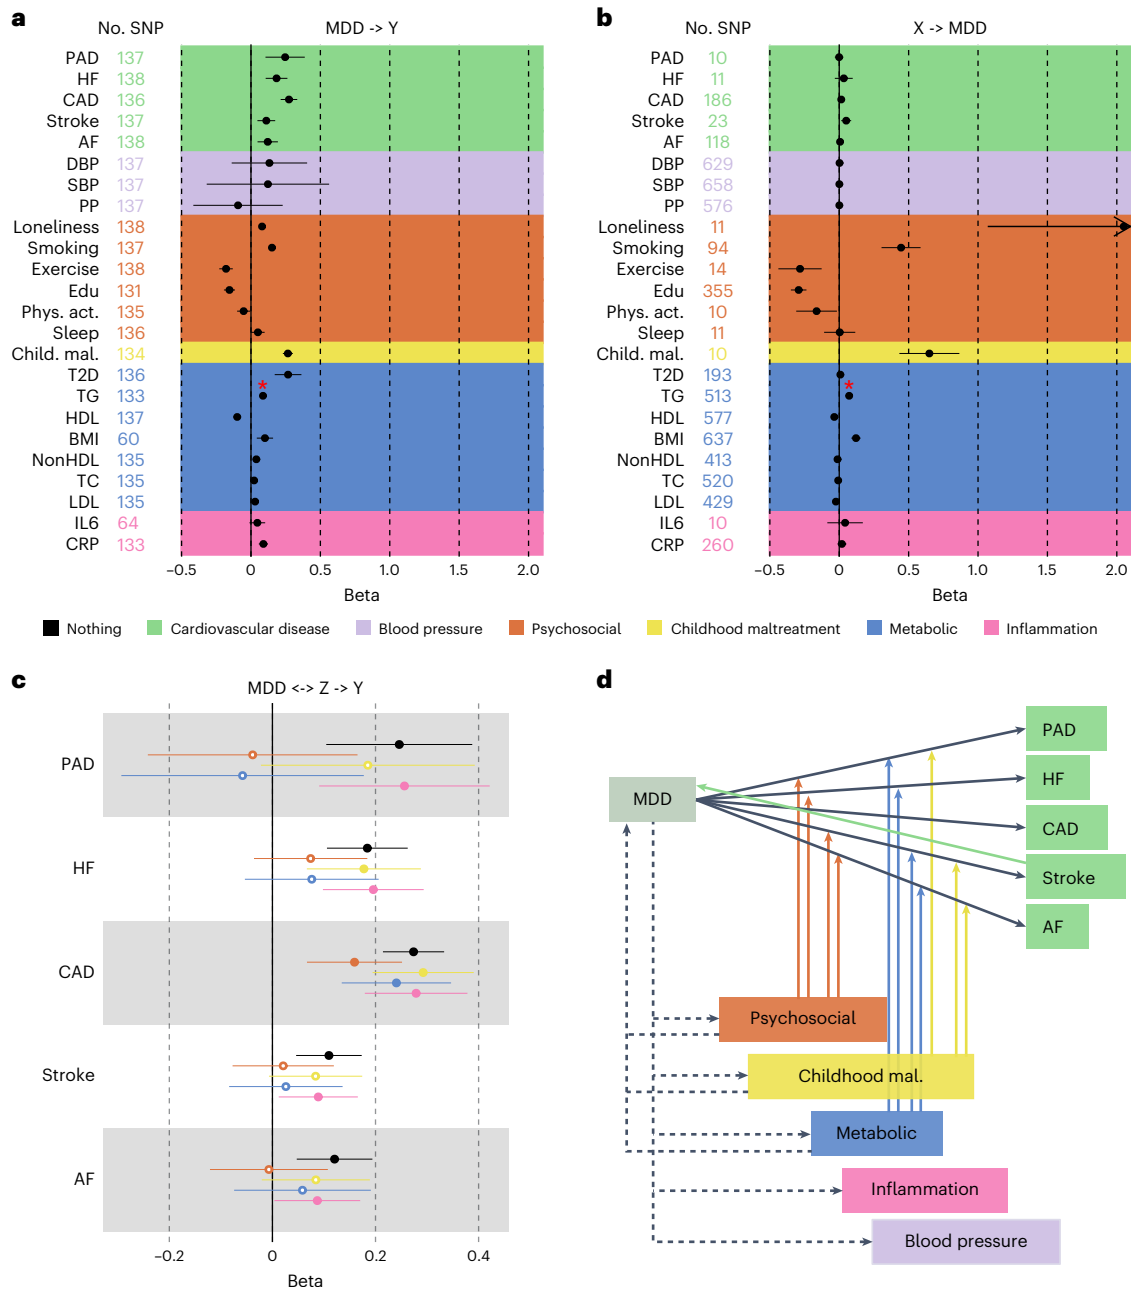 a
No. SNP MDD -> Y
PAD 137
HF 138
CAD 136
Stroke 137
AF 138
DBP 137
SBP 137
PP 137
Loneliness 138
Smoking 137
Exercise 138
Edu 131
Phys. act. 135
Sleep 136
Child. mal. 134
T2D 136
*
TG 133
HDL 137
BMI 60
NonHDL 135
TC 135
LDL 135
IL6 64
CRP 133
−0.5 0 0.5 1.0 1.5 2.0
Beta
b
No. SNP X -> MDD
PAD 10
HF 11
CAD 186
Stroke 23
AF 118
DBP 629
SBP 658
PP 576
Loneliness 11
Smoking 94
Exercise 14
Edu 355
Phys. act. 10
Sleep 11
Child. mal. 10
T2D 193
*
TG 513
HDL 577
BMI 637
NonHDL 413
TC 520
LDL 429
IL6 10
CRP 260
−0.5 0 0.5 1.0 1.5 2.0
Beta
Nothing Cardiovascular disease Blood pressure Psychosocial Childhood maltreatment Metabolic Inflammation
c
MDD <-> Z -> Y
PAD
HF
CAD
Stroke
AF
−0.2 0 0.2 0.4
Beta
d
PAD
HF
MDD
CAD
Stroke
AF
Psychosocial
Childhood mal.
Metabolic
Inflammation
Blood pressure